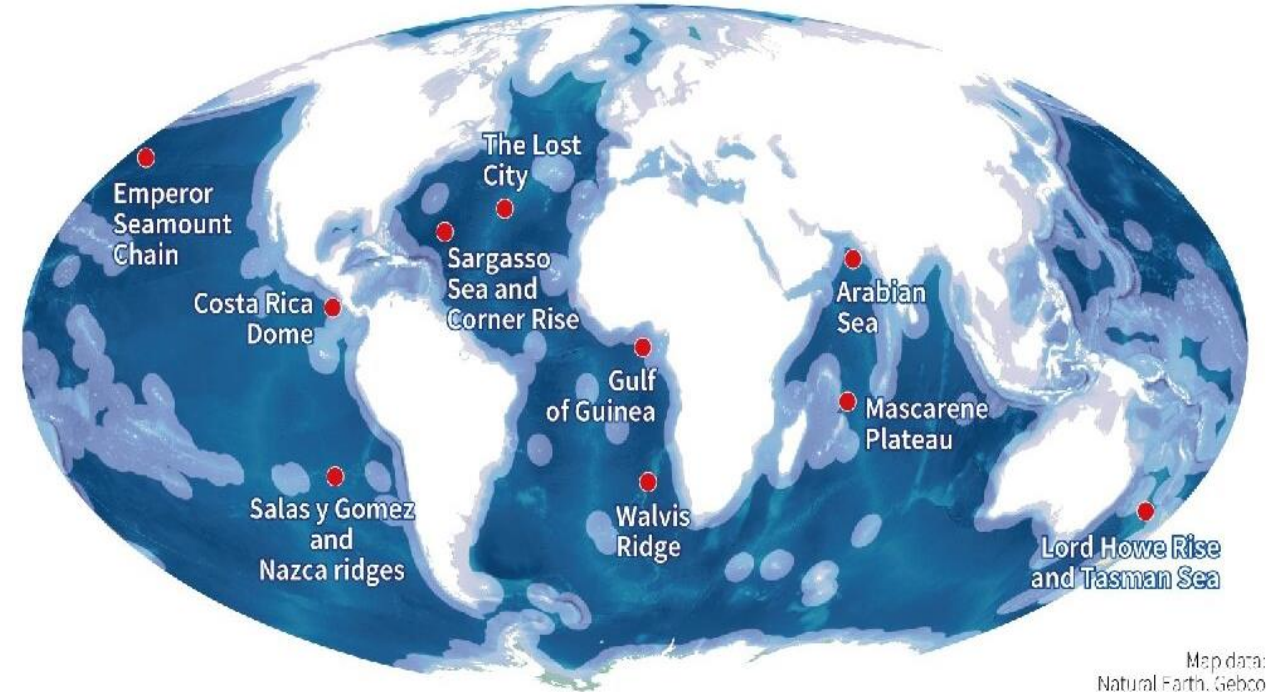 The Lost
City
Emperor
Seamount
Chain
Sargasso
Sea and
Corner Rise
Costa Rica
Dome
Arabian
Sea
Gulf
of Guinea
Mascarene
Plateau
Salas y Gomez
and
Nazca ridges
Walvis
Ridge
Lord Howe Rise
and Tasman Sea
Map data:
Natural Earth, Gebco